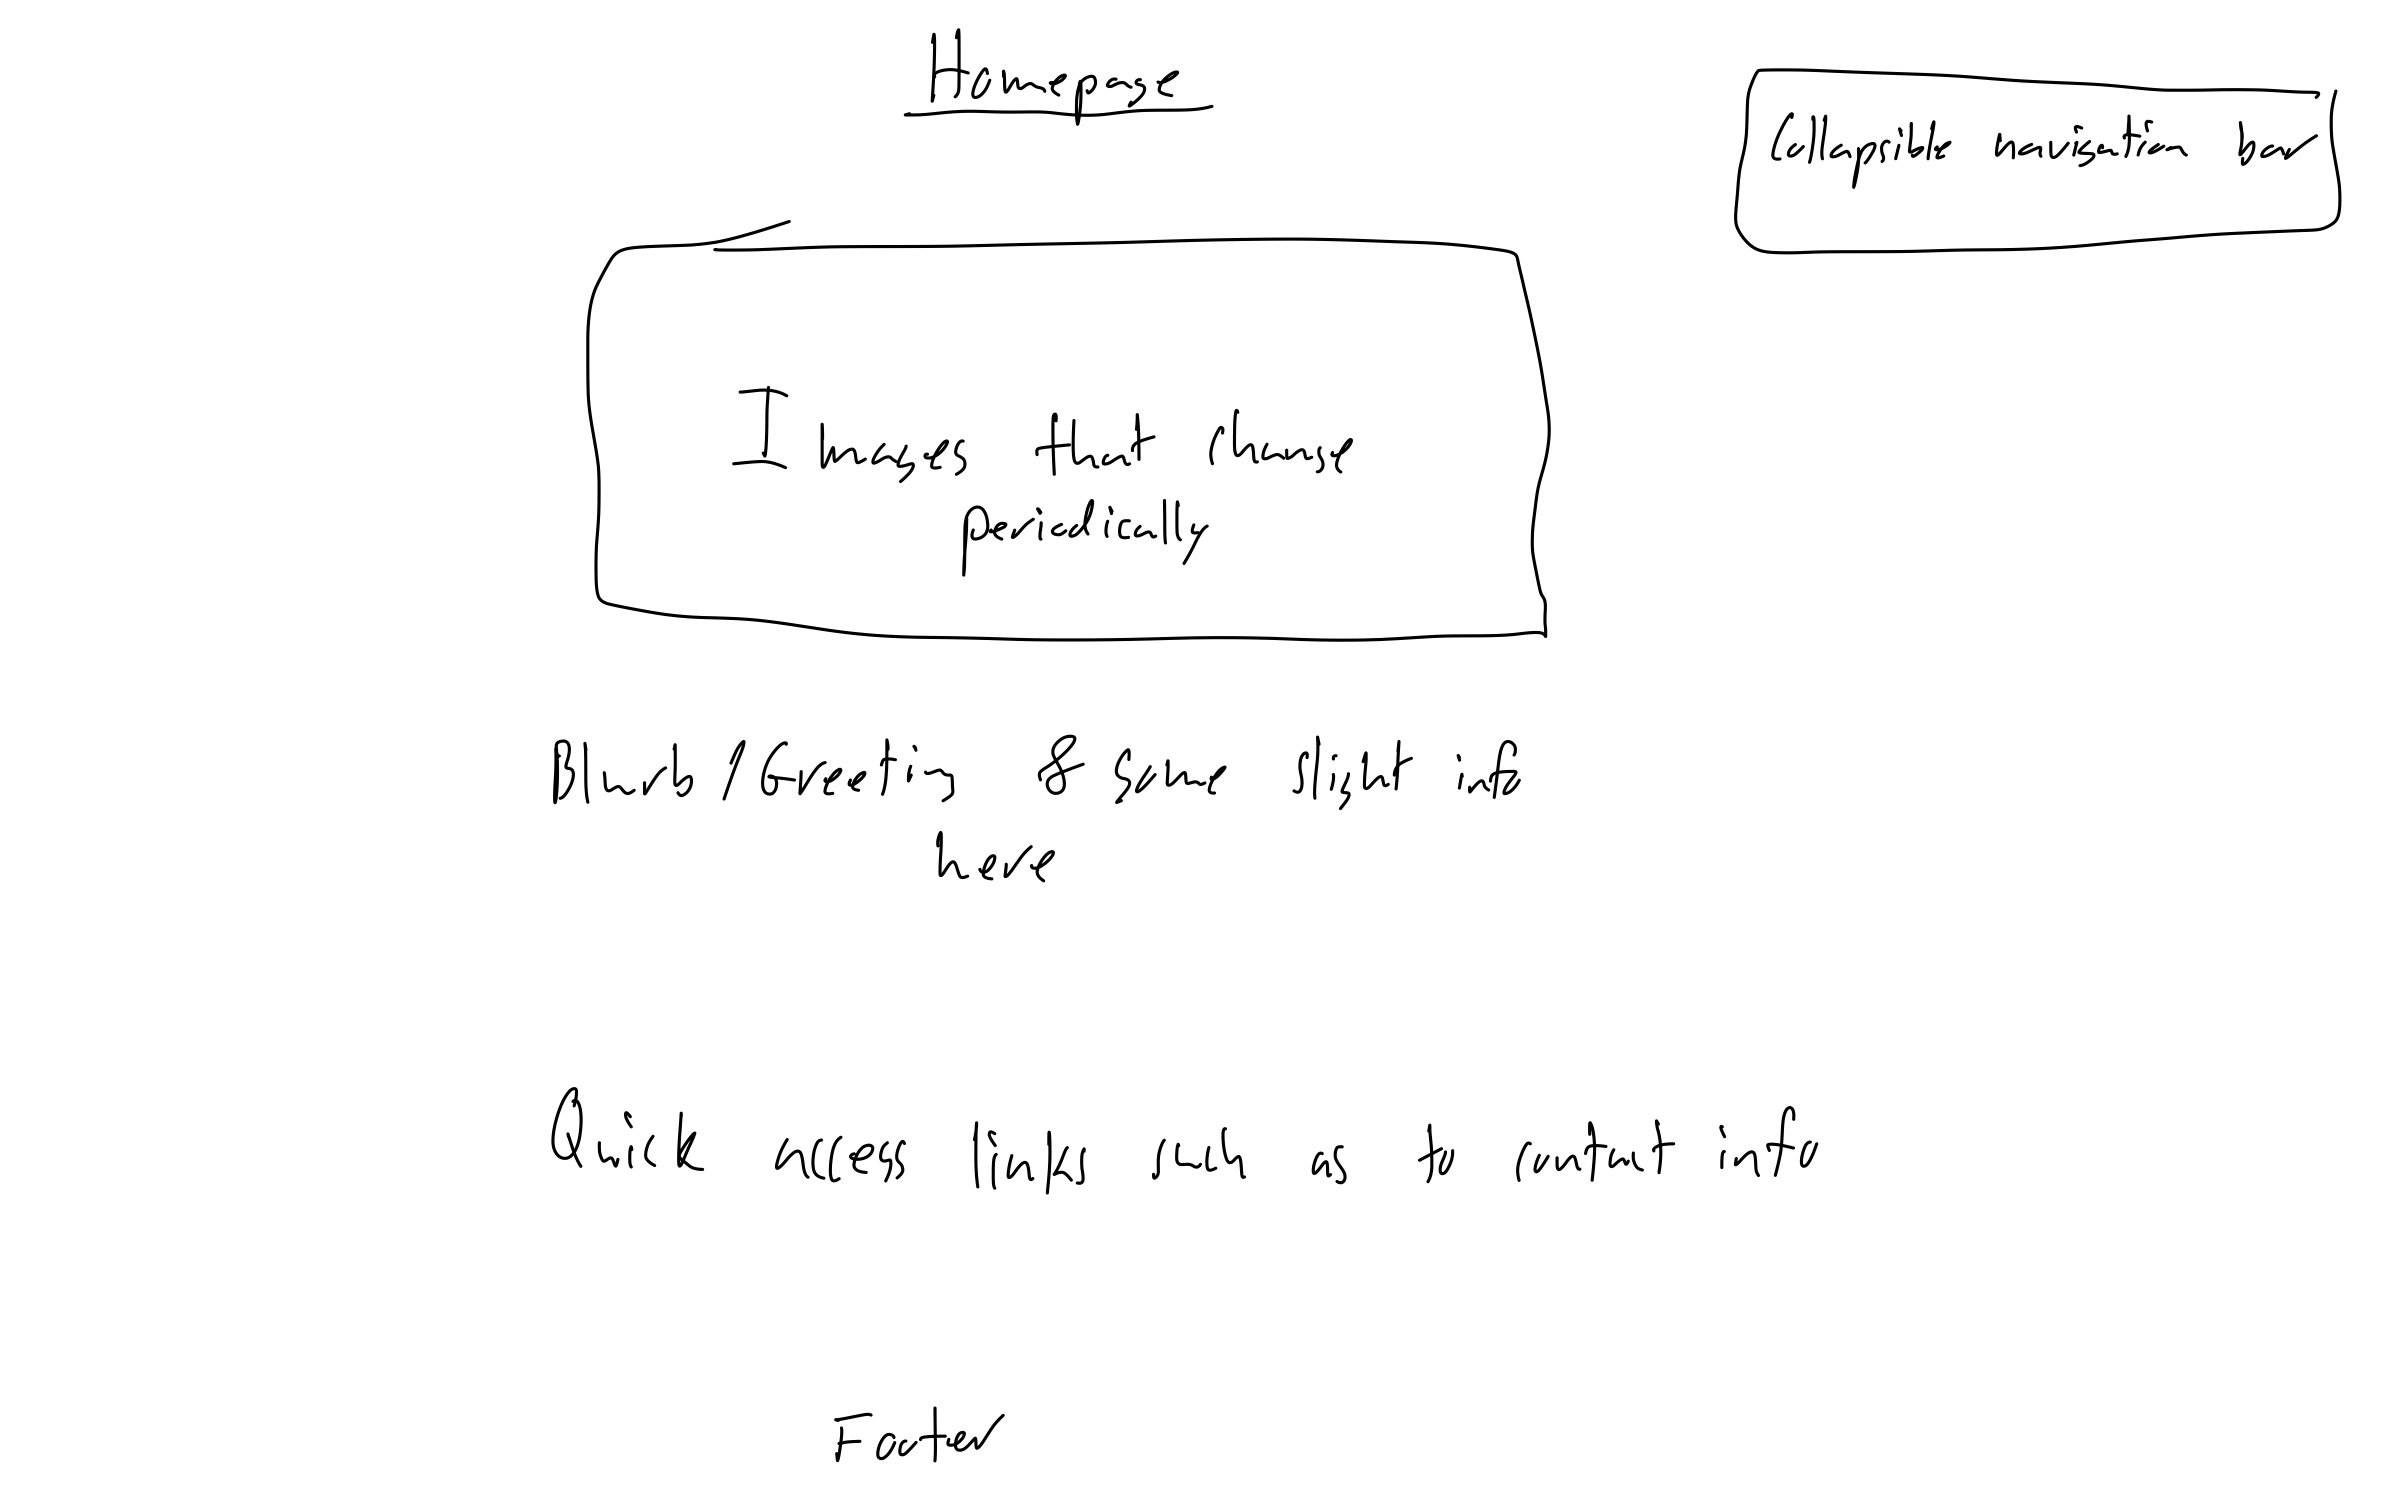 Homepage
Collapsible navigation bar
Images that change
periodically
Blurb / Greeting & some slight info
here
Quick access links such as to contact info
Footer